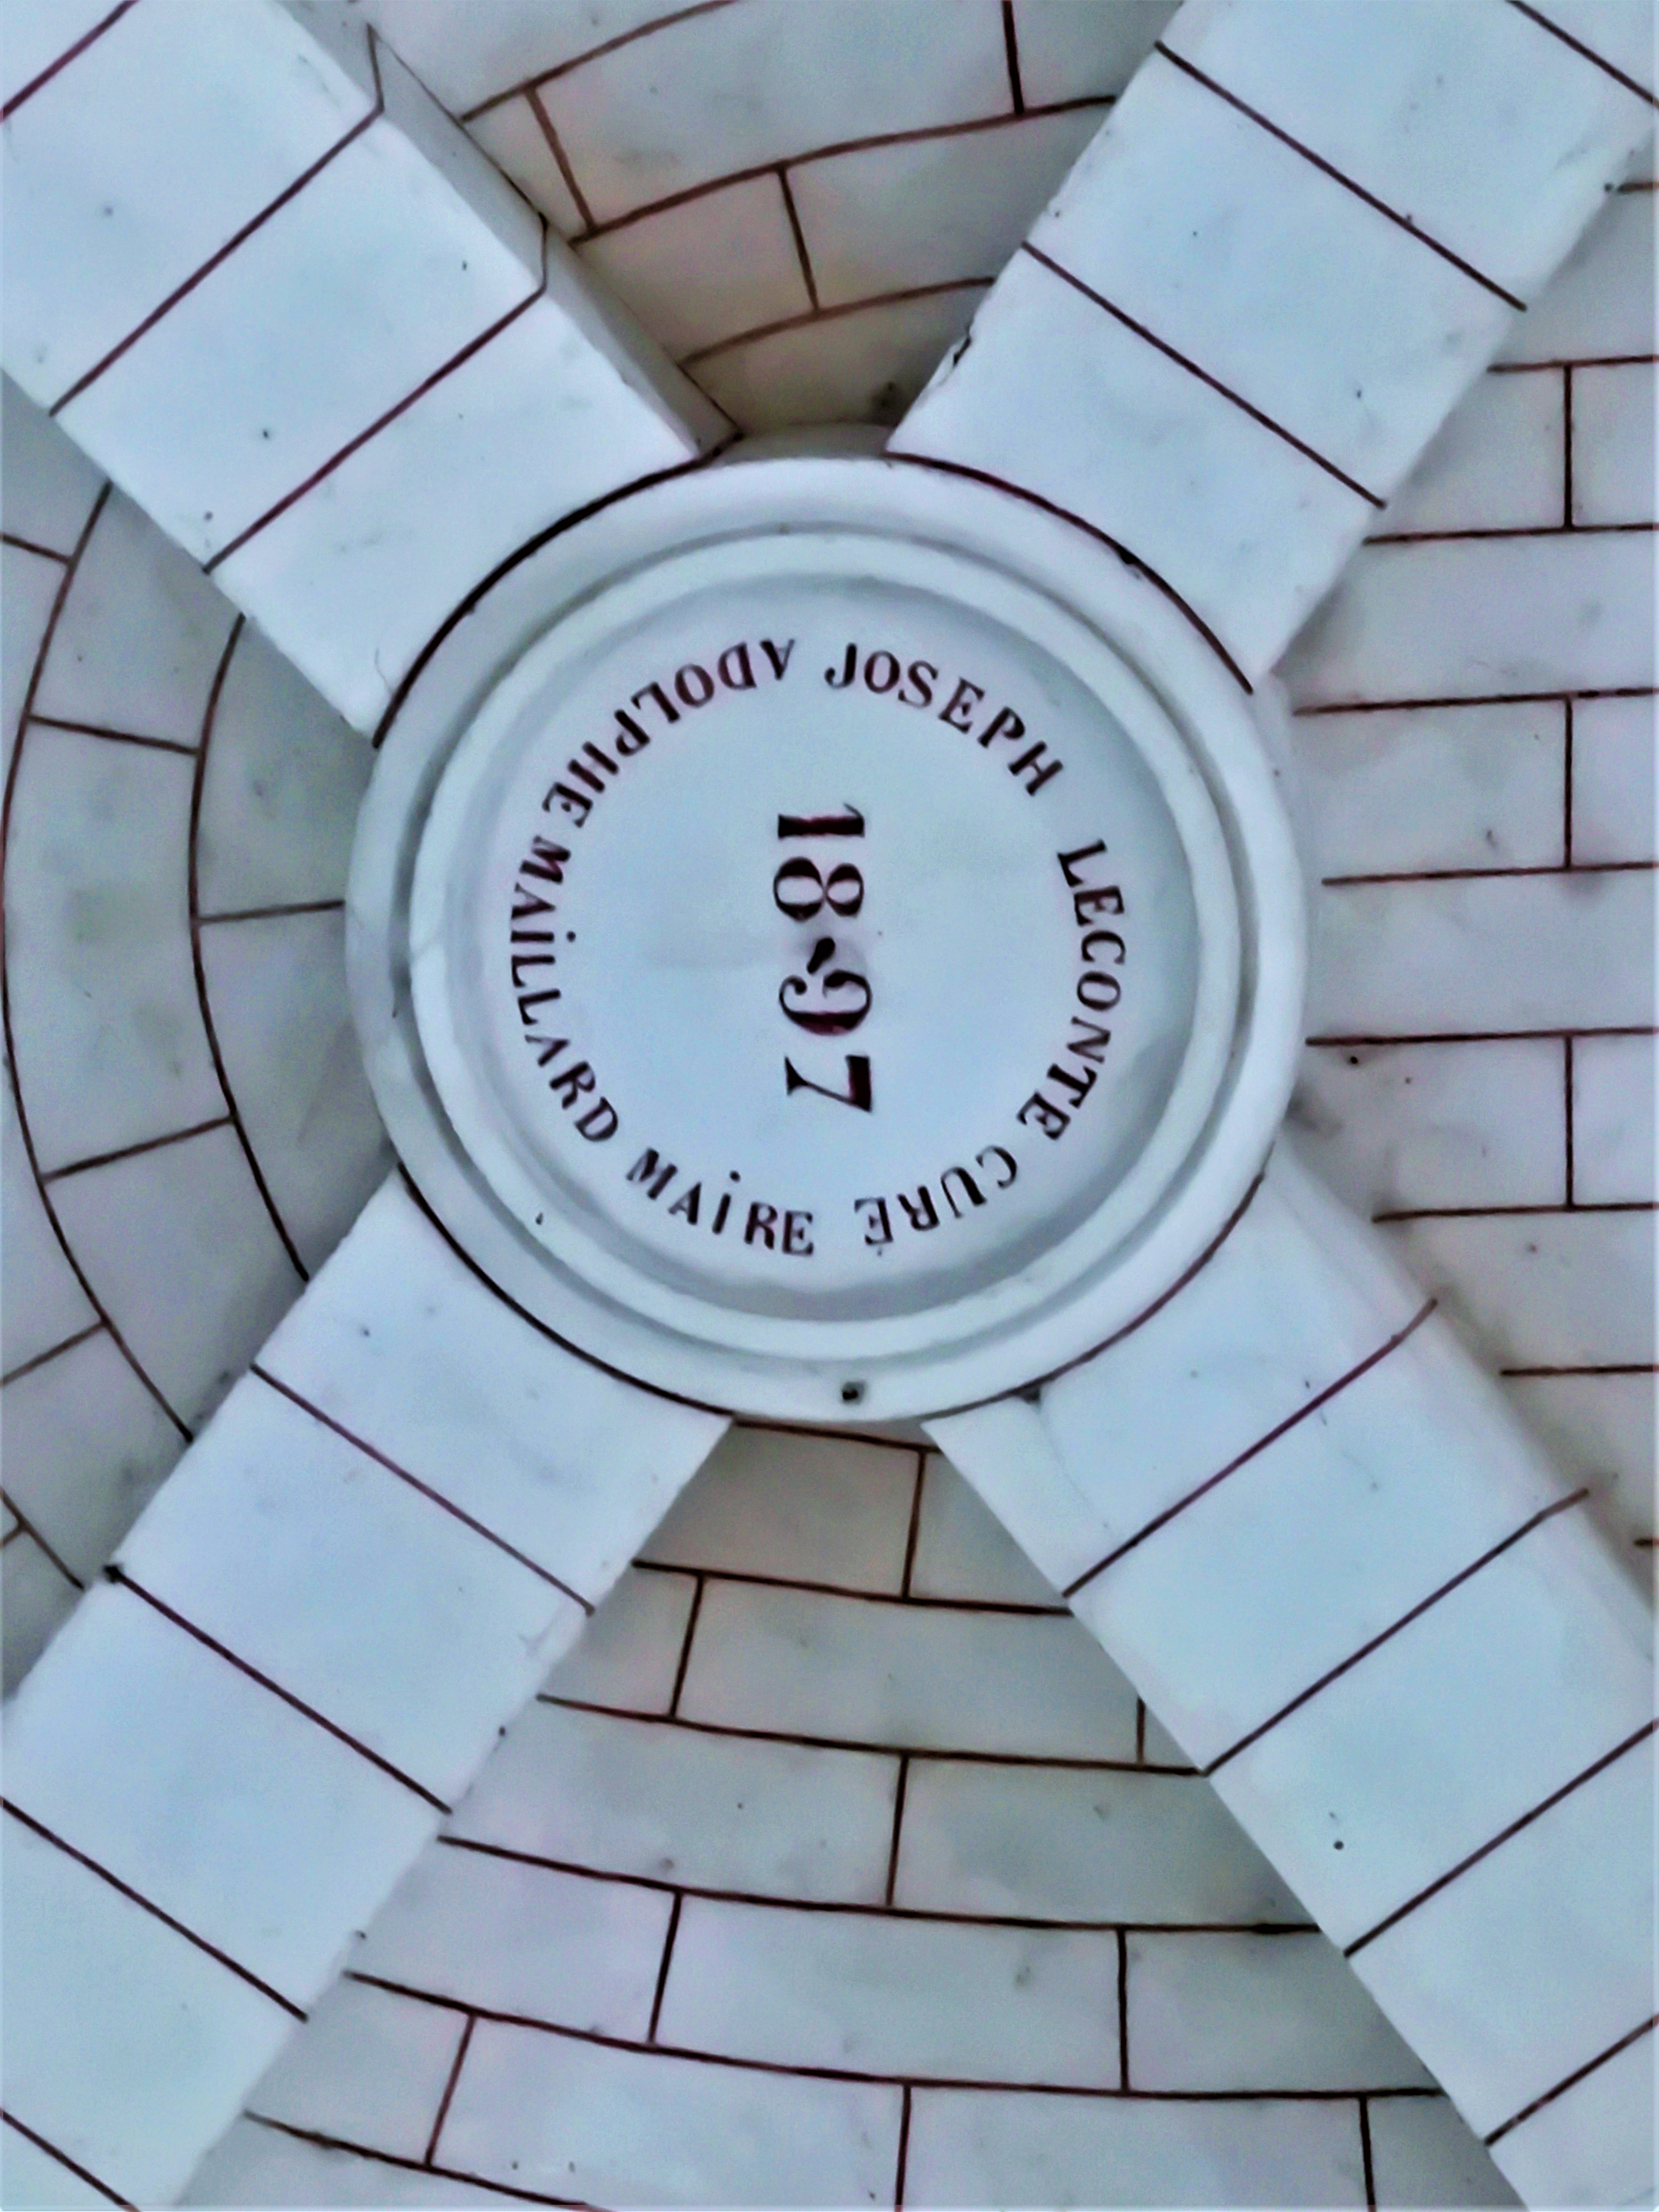 JOSEPH LECONTE CURÉ
ADOLPHE MAILLARD MAIRE
1897